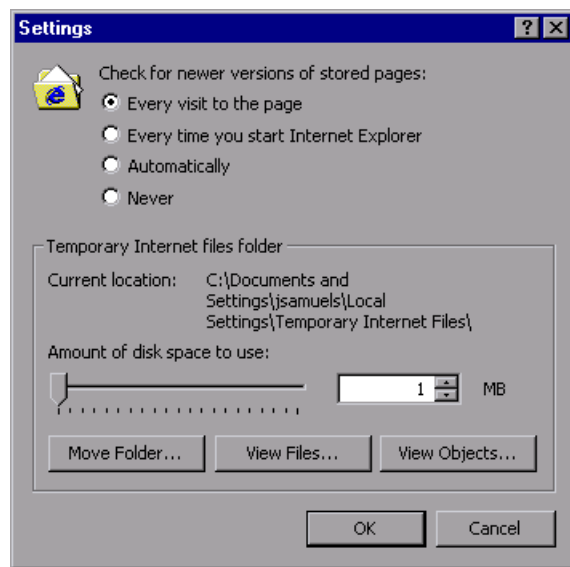 Settings
Check for newer versions of stored pages:
Every visit to the page
Every time you start Internet Explorer
Automatically
Never
Temporary Internet files folder
Current location: C:\Documents and
Settings\jsamuels\Local
Settings\Temporary Internet Files\
Amount of disk space to use:
1 MB
Move Folder... View Files... View Objects...
OK Cancel